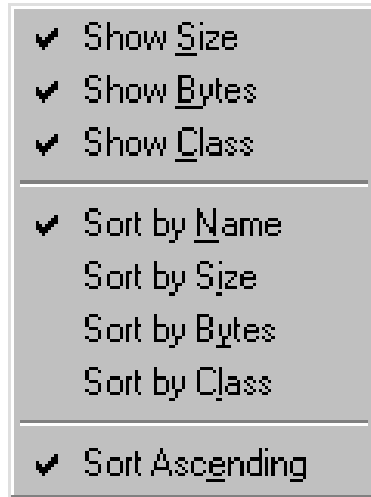 Show Size
Show Bytes
Show Class
Sort by Name
Sort by Size
Sort by Bytes
Sort by Class
Sort Ascending